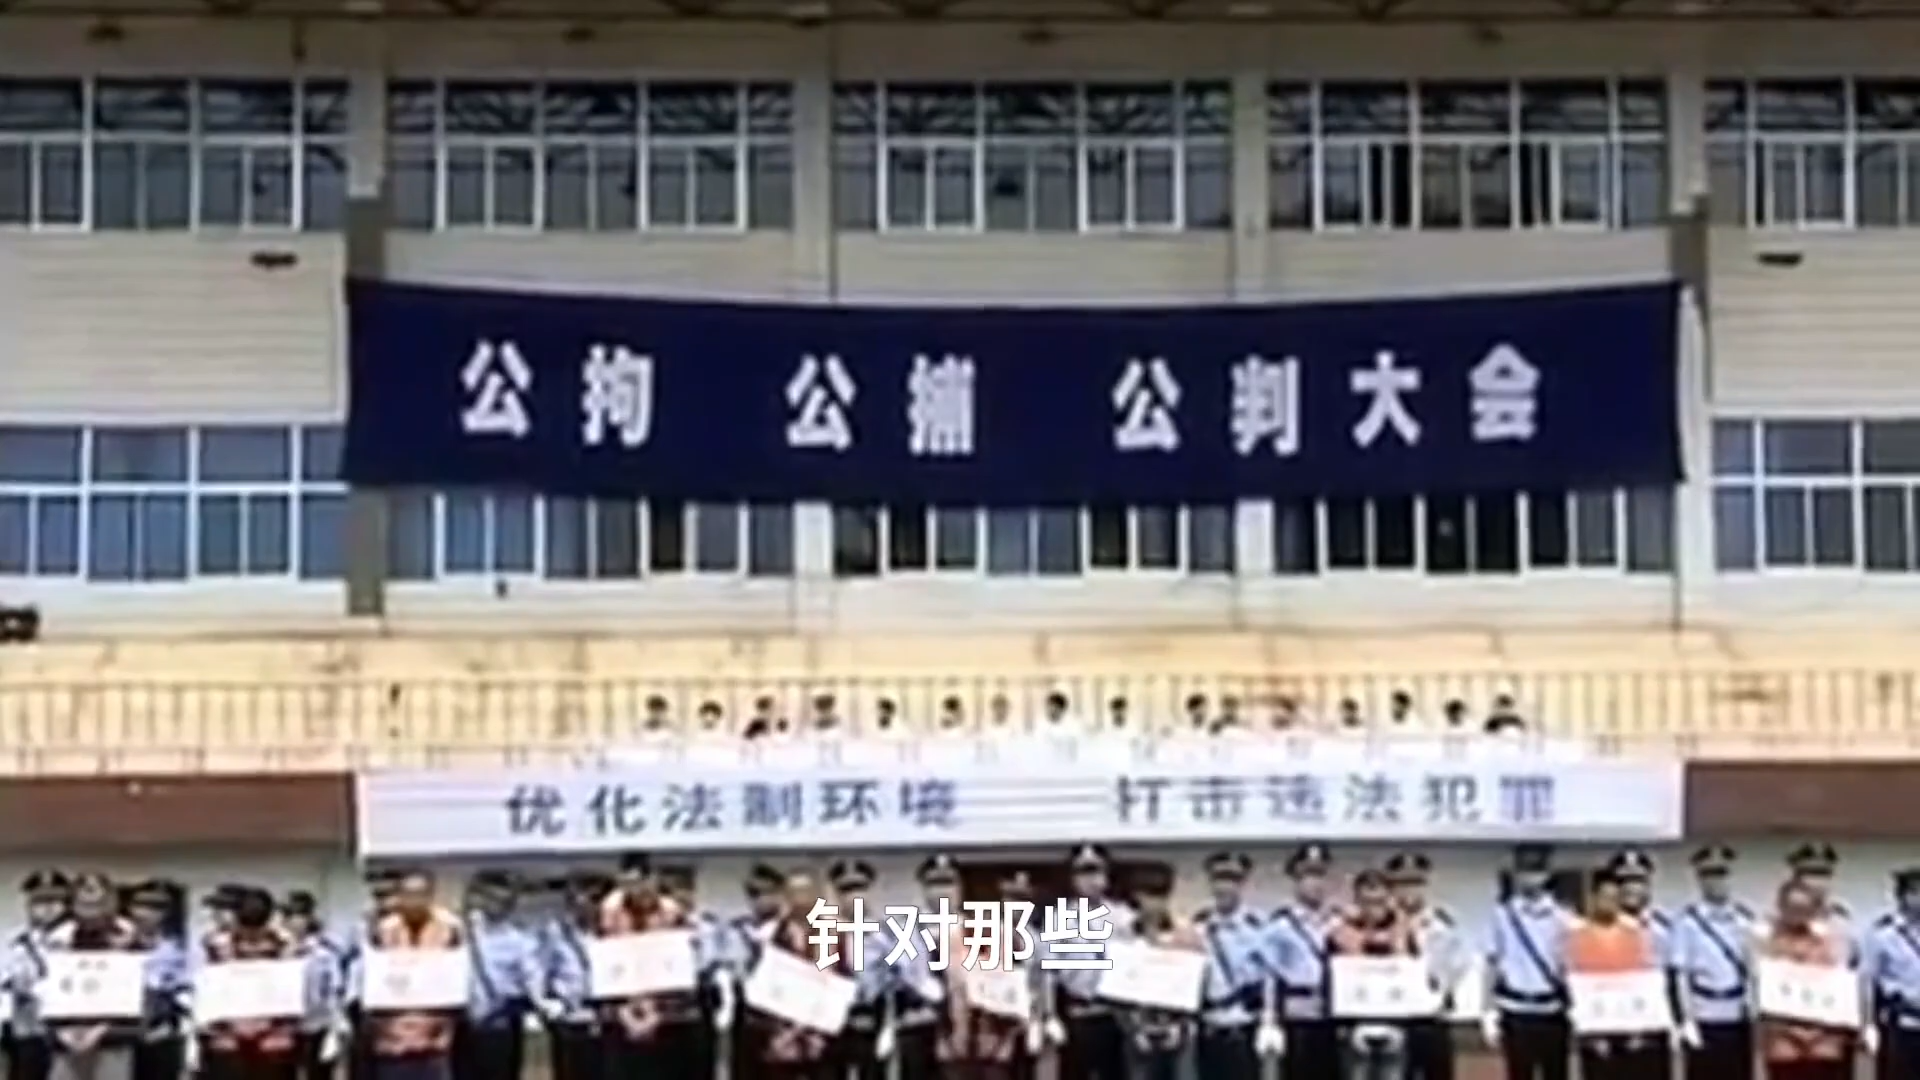 公拘 公捕 公判大会
优化法制环境——打击违法犯罪
针对那些